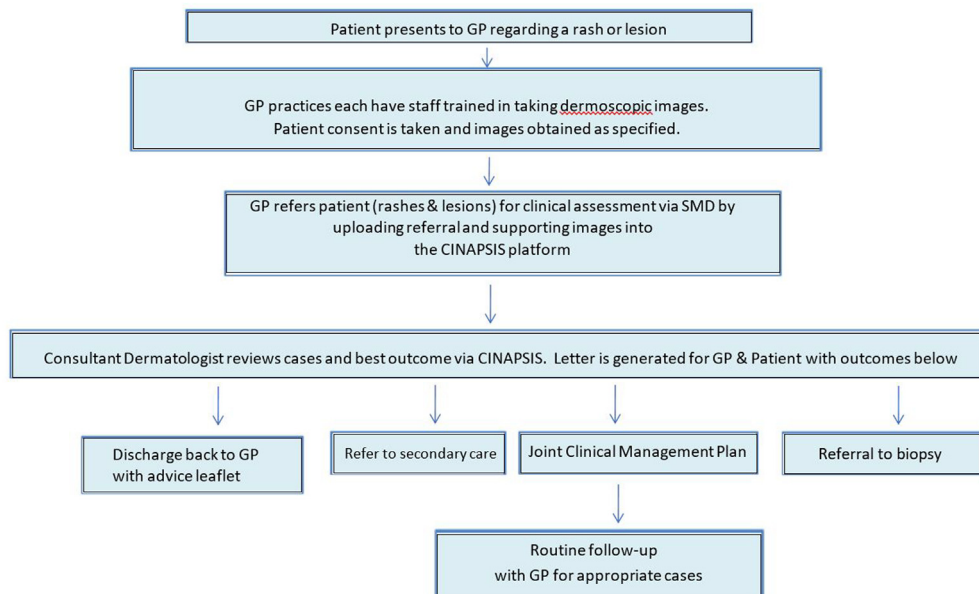 Patient presents to GP regarding a rash or lesion
GP practices each have staff trained in taking dermoscopic images.
Patient consent is taken and images obtained as specified.
GP refers patient (rashes & lesions) for clinical assessment via SMD by
uploading referral and supporting images into
the CINAPSIS platform
Consultant Dermatologist reviews cases and best outcome via CINAPSIS. Letter is generated for GP & Patient with outcomes below
Discharge back to GP
with advice leaflet
Refer to secondary care
Joint Clinical Management Plan
Referral to biopsy
Routine follow-up
with GP for appropriate cases